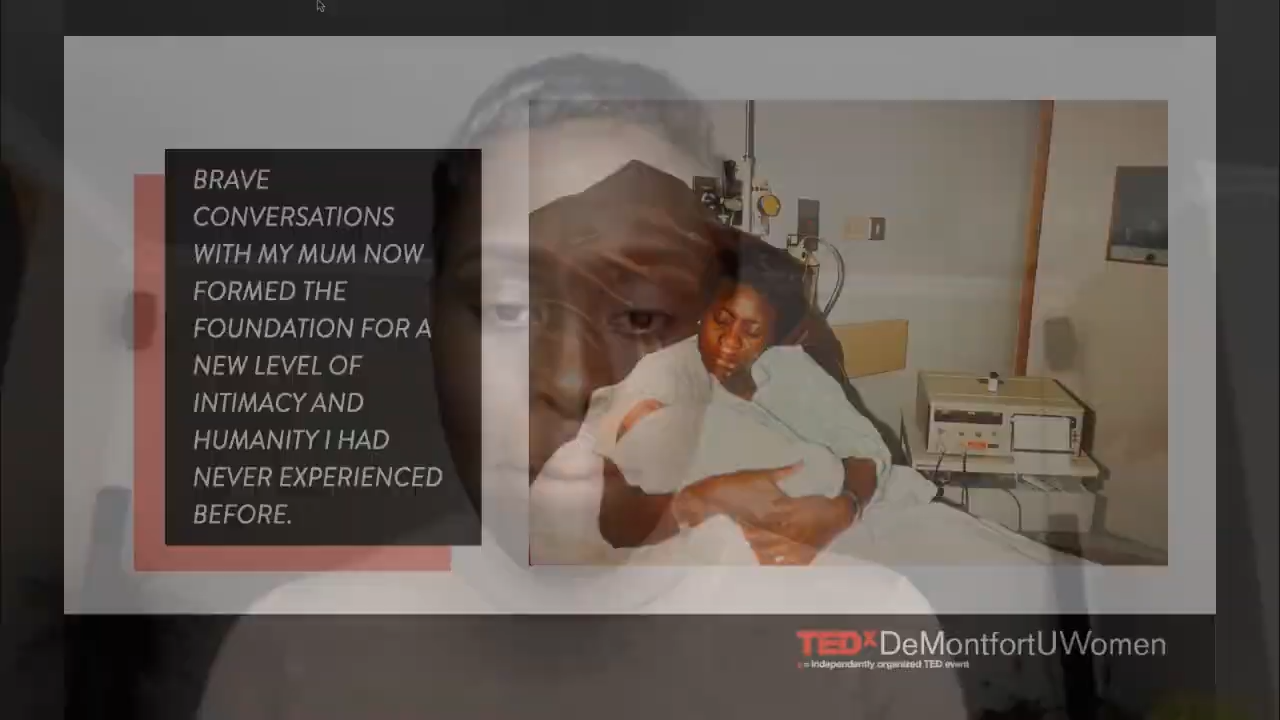 BRAVE
CONVERSATIONS
WITH MY MUM NOW
FORMED THE
FOUNDATION FOR A
NEW LEVEL OF
INTIMACY AND
HUMANITY I HAD
NEVER EXPERIENCED
BEFORE.
TEDxDeMontfortUWomen
x = independently organized TED event